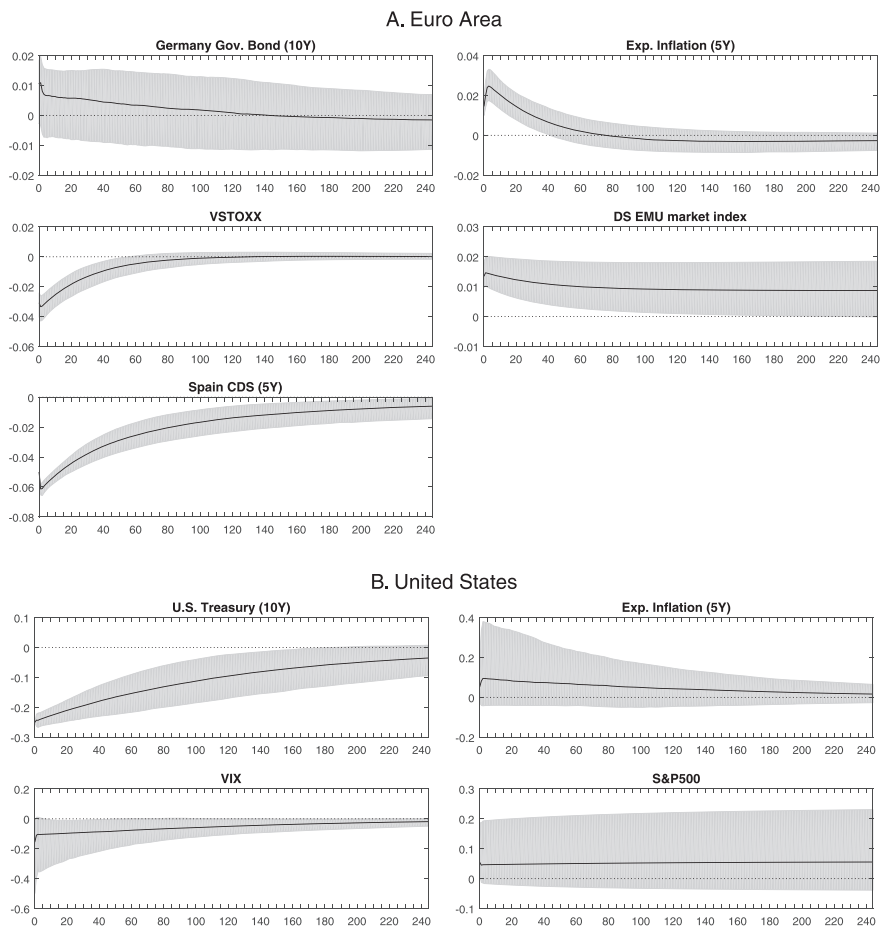 A. Euro Area
Germany Gov. Bond (10Y)
0.02
0.01
0
-0.01
-0.02
0 20 40 60 80 100 120 140 160 180 200 220 240
Exp. Inflation (5Y)
0.04
0.02
0
-0.02
0 20 40 60 80 100 120 140 160 180 200 220 240
VSTOXX
0.02
0
-0.02
-0.04
-0.06
0 20 40 60 80 100 120 140 160 180 200 220 240
DS EMU market index
0.03
0.02
0.01
0
-0.01
0 20 40 60 80 100 120 140 160 180 200 220 240
Spain CDS (5Y)
0
-0.02
-0.04
-0.06
-0.08
0 20 40 60 80 100 120 140 160 180 200 220 240
B. United States
U.S. Treasury (10Y)
0.1
0
-0.1
-0.2
-0.3
0 20 40 60 80 100 120 140 160 180 200 220 240
Exp. Inflation (5Y)
0.4
0.2
0
-0.2
0 20 40 60 80 100 120 140 160 180 200 220 240
VIX
0.2
0
-0.2
-0.4
-0.6
0 20 40 60 80 100 120 140 160 180 200 220 240
S&P500
0.3
0.2
0.1
0
-0.1
0 20 40 60 80 100 120 140 160 180 200 220 240